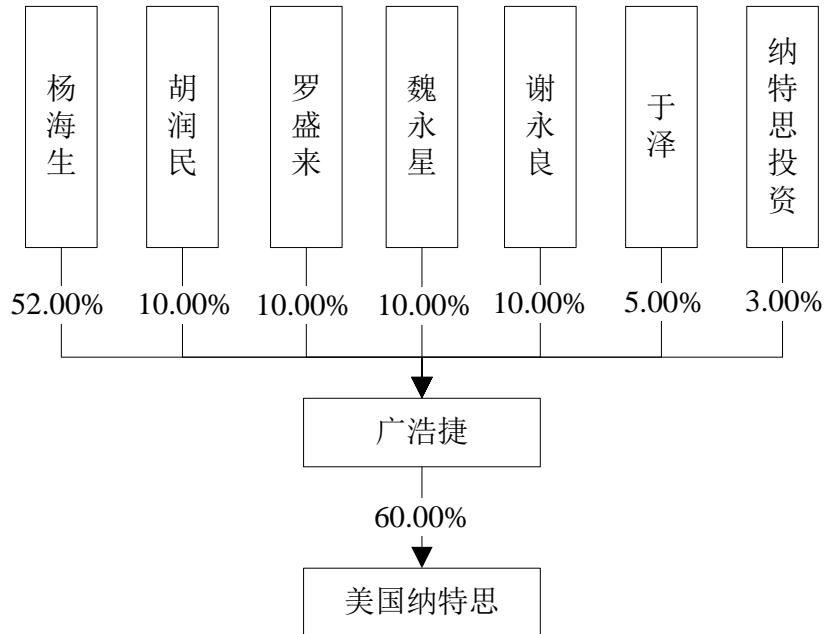 杨海生
胡润民
罗盛来
魏永星
谢永良
于泽
纳特思投资
52.00%
10.00%
10.00%
10.00%
10.00%
5.00%
3.00%
广浩捷
60.00%
美国纳特思